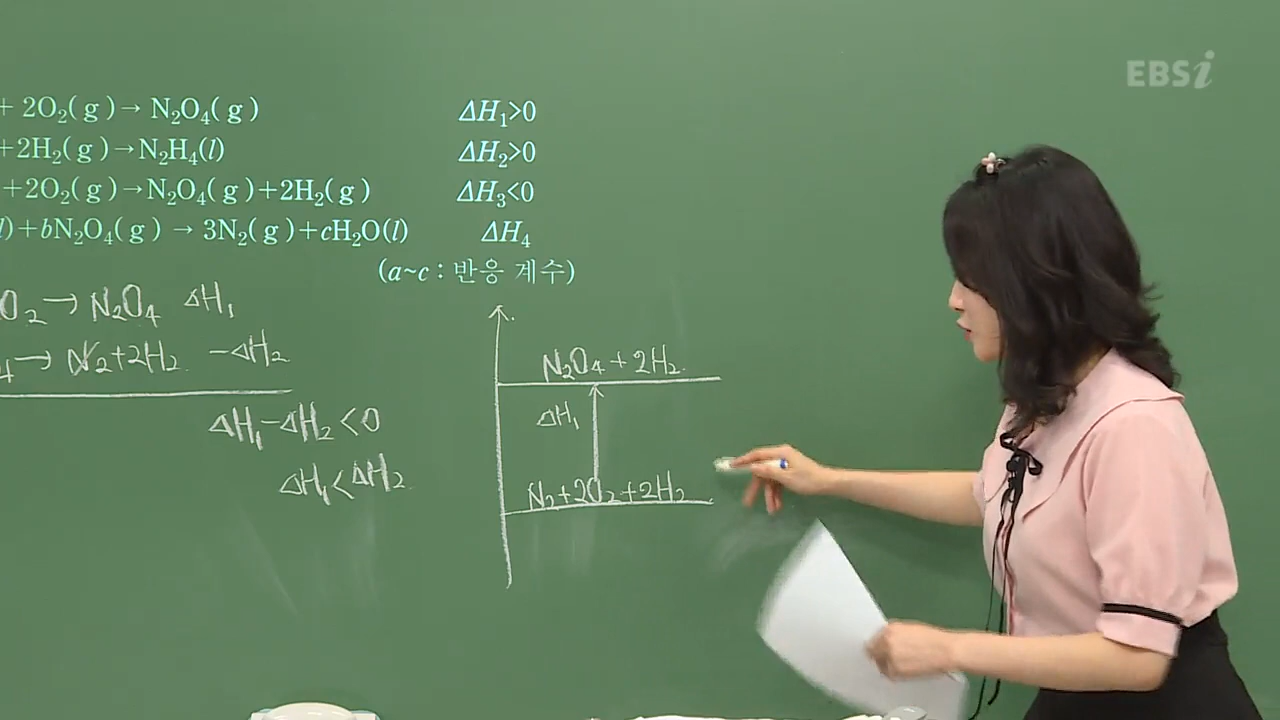 EBSi
+ 2O₂(g)→ N₂O₄(g) ΔH₁>0
+2H₂(g)→N₂H₄(l) ΔH₂>0
+2O₂(g)→N₂O₄(g)+2H₂(g) ΔH₃<0
l)+bN₂O₄(g) → 3N₂(g)+cH₂O(l) ΔH₄
(a~c : 반응 계수)
O₂→ N₂O₄ ΔH₁
4→ N₂+2H₂ -ΔH₂
ΔH₁-ΔH₂<0
ΔH₁<ΔH₂
N₂O₄+2H₂
ΔH₁
N₂+2O₂+2H₂